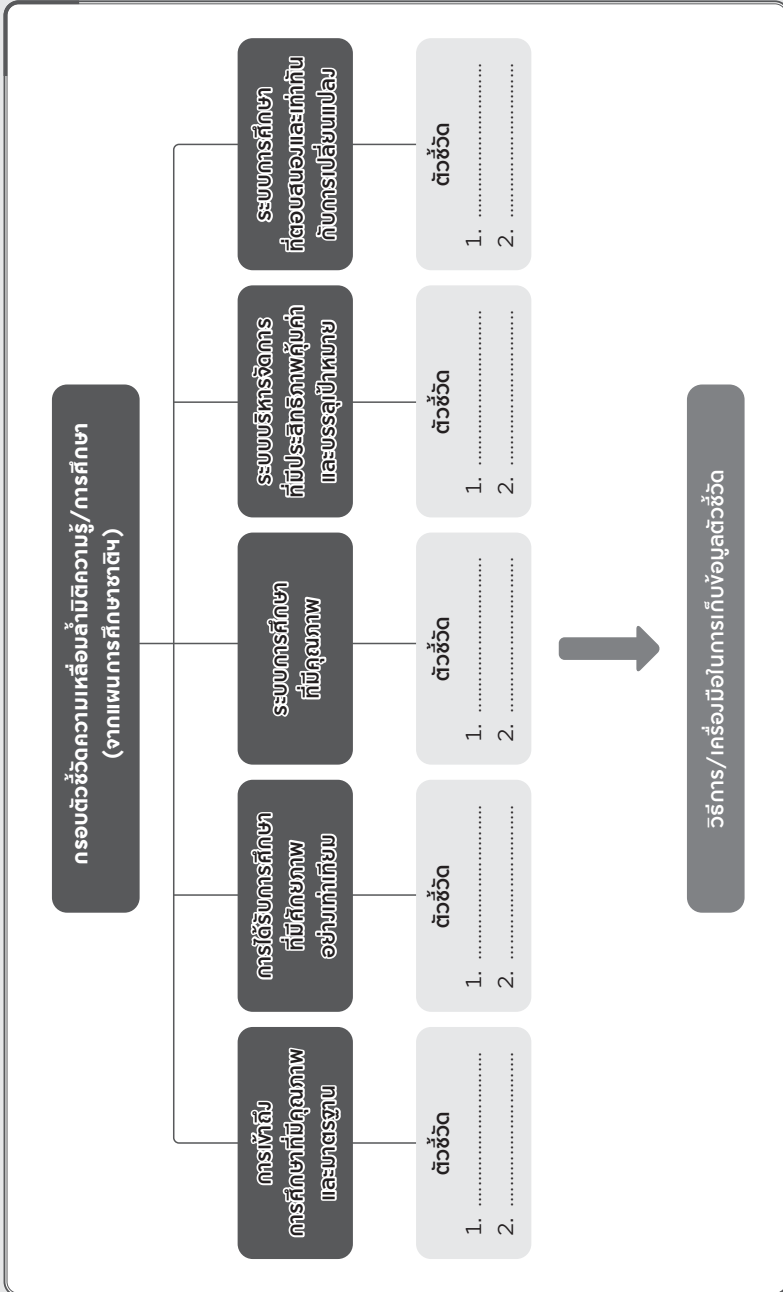 กรอบตัวชี้วัดความเหลื่อมล้ำมิติความรู้/การศึกษา
(จากแผนการศึกษาชาติฯ)
การเข้าถึง
การศึกษาที่มีคุณภาพ
และมาตรฐาน
ตัวชี้วัด
1. ................................
2. ................................
การได้รับการศึกษา
ที่มีศักยภาพ
อย่างเท่าเทียม
ตัวชี้วัด
1. ................................
2. ................................
ระบบการศึกษา
ที่มีคุณภาพ
ตัวชี้วัด
1. ................................
2. ................................
ระบบบริหารจัดการ
ที่มีประสิทธิภาพคุ้มค่า
และบรรลุเป้าหมาย
ตัวชี้วัด
1. ................................
2. ................................
ระบบการศึกษา
ที่ตอบสนองและเท่าทัน
กับการเปลี่ยนแปลง
ตัวชี้วัด
1. ................................
2. ................................
วิธีการ/เครื่องมือในการเก็บข้อมูลตัวชี้วัด